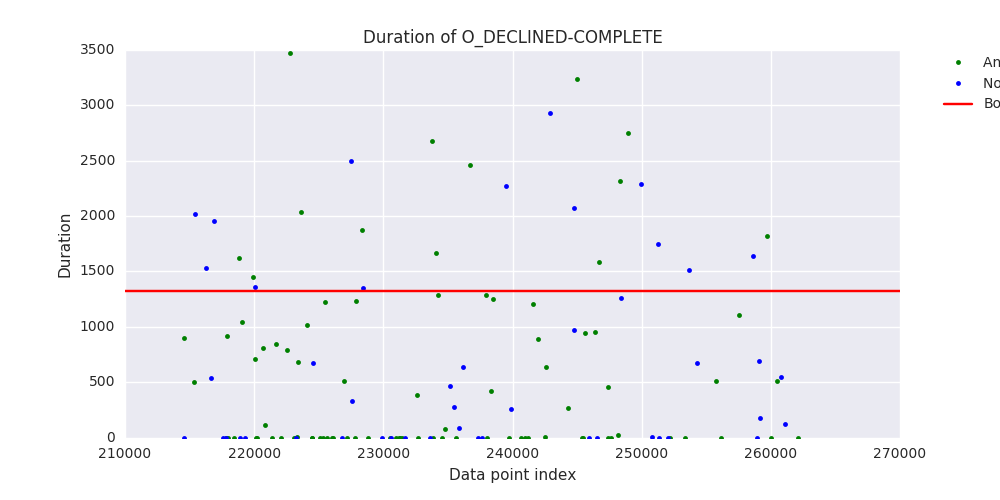 Duration of O_DECLINED-COMPLETE
3500
3000
2500
2000
1500
1000
500
0
Duration
210000 220000 230000 240000 250000 260000 270000
Data point index
An
No
Bo